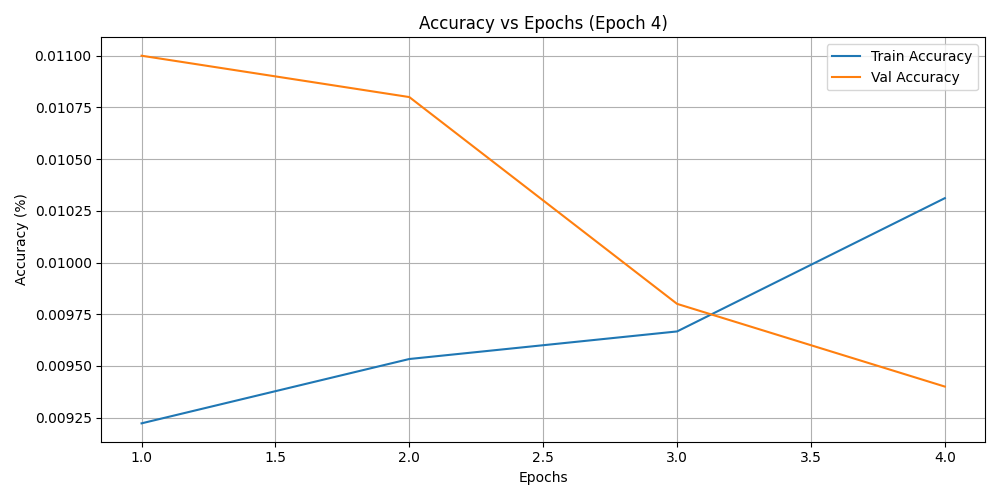 Accuracy vs Epochs (Epoch 4)
Train Accuracy
Val Accuracy
Accuracy (%)
0.01100
0.01075
0.01050
0.01025
0.01000
0.00975
0.00950
0.00925
1.0 1.5 2.0 2.5 3.0 3.5 4.0
Epochs